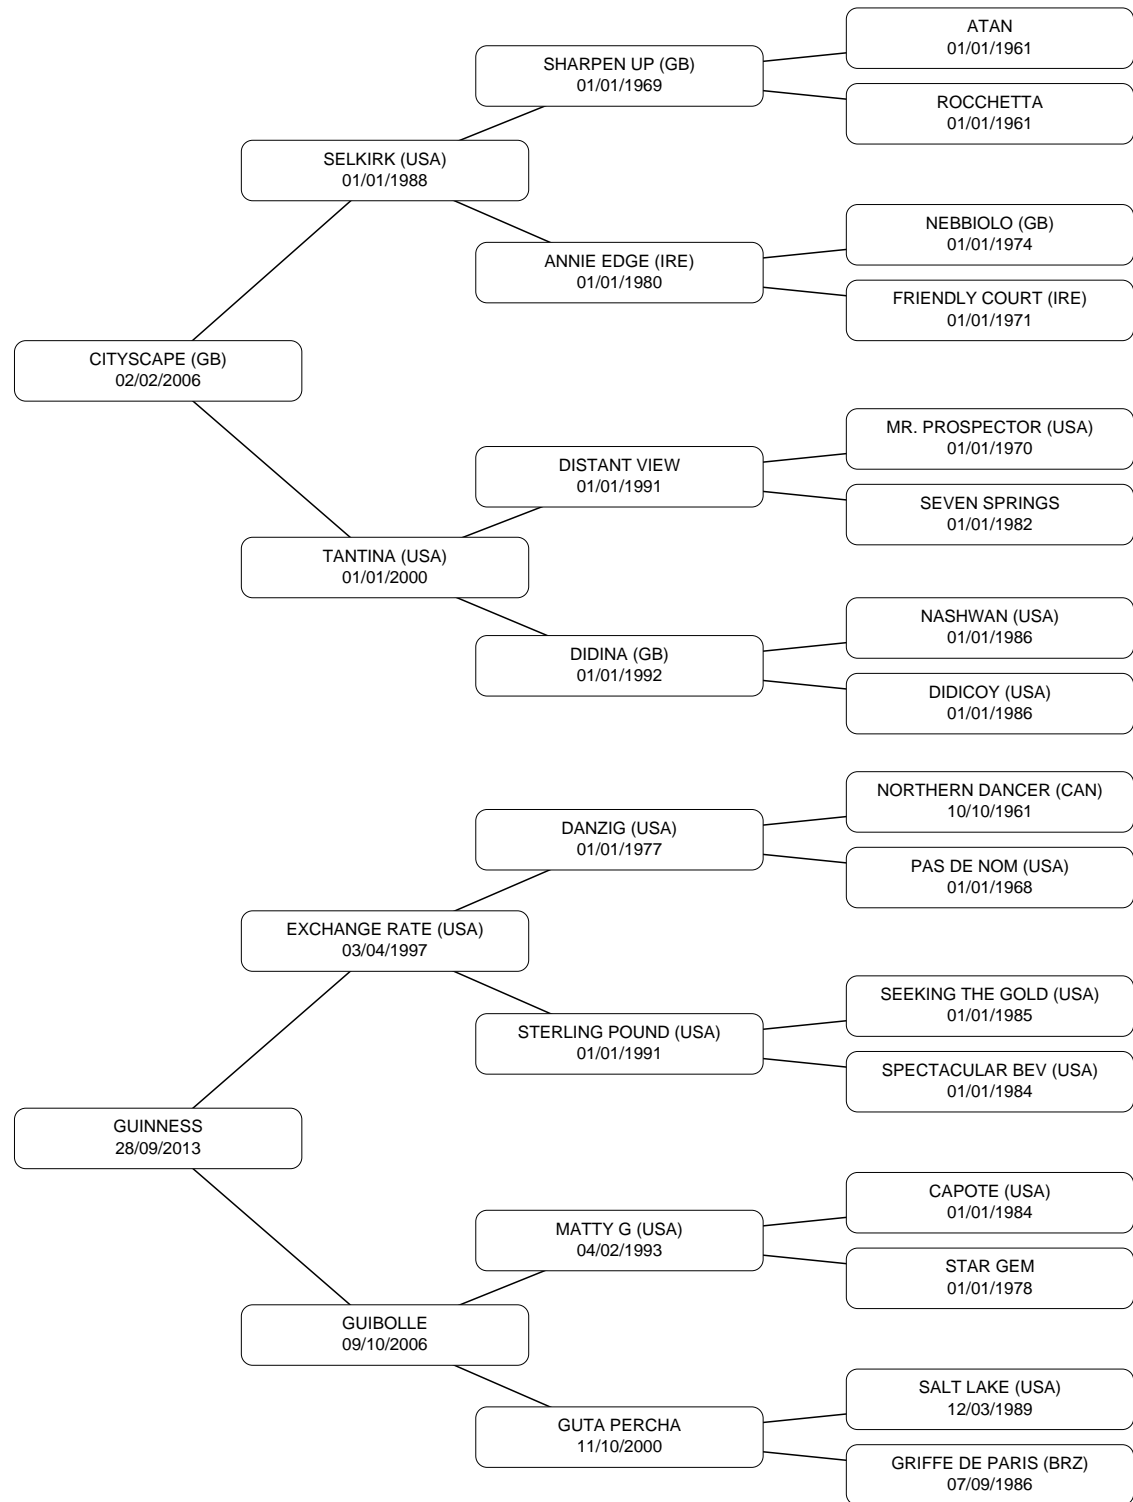 ATAN
01/01/1961
SHARPEN UP (GB)
01/01/1969
ROCCHETTA
01/01/1961
SELKIRK (USA)
01/01/1988
NEBBIOLO (GB)
01/01/1974
ANNIE EDGE (IRE)
01/01/1980
FRIENDLY COURT (IRE)
01/01/1971
CITYSCAPE (GB)
02/02/2006
MR. PROSPECTOR (USA)
01/01/1970
DISTANT VIEW
01/01/1991
SEVEN SPRINGS
01/01/1982
TANTINA (USA)
01/01/2000
NASHWAN (USA)
01/01/1986
DIDINA (GB)
01/01/1992
DIDICOY (USA)
01/01/1986
NORTHERN DANCER (CAN)
10/10/1961
DANZIG (USA)
01/01/1977
PAS DE NOM (USA)
01/01/1968
EXCHANGE RATE (USA)
03/04/1997
SEEKING THE GOLD (USA)
01/01/1985
STERLING POUND (USA)
01/01/1991
SPECTACULAR BEV (USA)
01/01/1984
GUINNESS
28/09/2013
CAPOTE (USA)
01/01/1984
MATTY G (USA)
04/02/1993
STAR GEM
01/01/1978
GUIBOLLE
09/10/2006
SALT LAKE (USA)
12/03/1989
GUTA PERCHA
11/10/2000
GRIFFE DE PARIS (BRZ)
07/09/1986